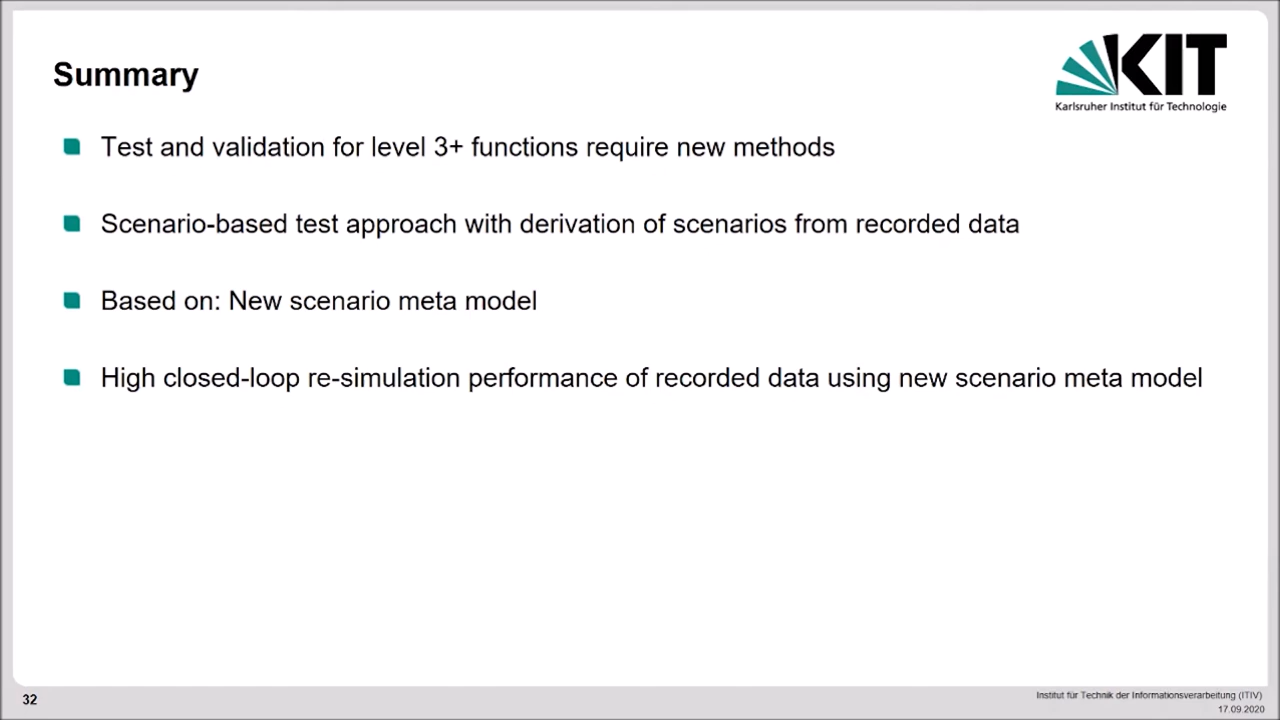 Summary
KIT
Karlsruher Institut für Technologie
Test and validation for level 3+ functions require new methods
Scenario-based test approach with derivation of scenarios from recorded data
Based on: New scenario meta model
High closed-loop re-simulation performance of recorded data using new scenario meta model
32
Institut für Technik der Informationsverarbeitung (ITIV)
17.09.2020